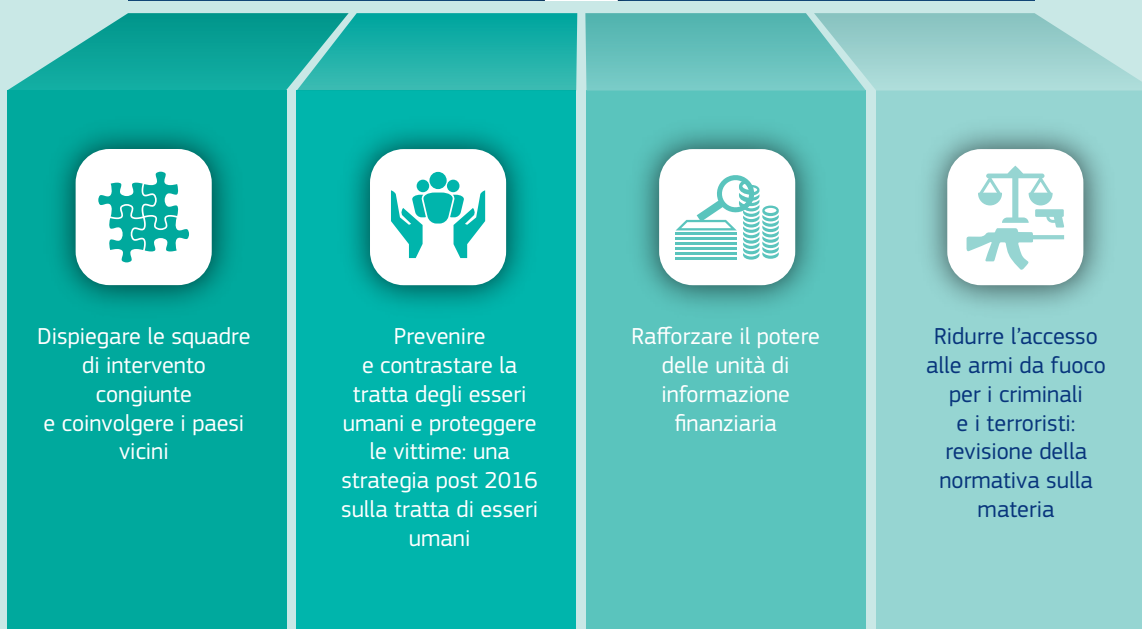 Dispiegare le squadre
di intervento
congiunte
e coinvolgere i paesi
vicini
Prevenire
e contrastare la
tratta degli esseri
umani e proteggere
le vittime: una
strategia post 2016
sulla tratta di esseri
umani
Rafforzare il potere
delle unità di
informazione
finanziaria
Ridurre l’accesso
alle armi da fuoco
per i criminali
e i terroristi:
revisione della
normativa sulla
materia